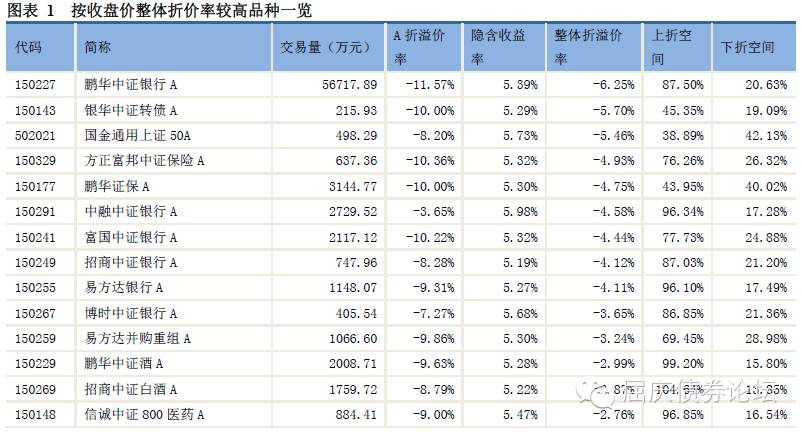 图表 1 按收盘价整体折价率较高品种一览
代码 简称 交易量（万元） A 折溢价率 隐含收益率 整体折溢价率 上折空间 下折空间
150227 鹏华中证银行 A 56717.89 -11.57% 5.39% -6.25% 87.50% 20.63%
150143 银华中证转债 A 215.93 -10.00% 5.29% -5.70% 45.35% 19.09%
502021 国金通用上证 50A 498.29 -8.20% 5.73% -5.46% 38.89% 42.13%
150329 方正富邦中证保险 A 637.36 -10.36% 5.32% -4.93% 76.26% 26.32%
150177 鹏华证保 A 3144.77 -10.00% 5.30% -4.75% 43.95% 40.02%
150291 中融中证银行 A 2729.52 -3.65% 5.98% -4.58% 96.34% 17.28%
150241 富国中证银行 A 2117.12 -10.22% 5.32% -4.44% 77.73% 24.88%
150249 招商中证银行 A 747.96 -8.28% 5.19% -4.12% 87.03% 21.20%
150255 易方达银行 A 1148.07 -9.31% 5.27% -4.11% 96.10% 17.49%
150267 博时中证银行 A 405.54 -7.27% 5.68% -3.65% 86.85% 21.36%
150259 易方达并购重组 A 1066.60 -9.86% 5.30% -3.24% 69.45% 28.98%
150229 鹏华中证酒 A 2008.71 -9.63% 5.28% -2.99% 99.20% 15.80%
150269 招商中证白酒 A 1759.72 -8.79% 5.22%
150148 信诚中证 800 医药 A 884.41 -9.00% 5.47% -2.76% 96.85% 16.54%
屈庆债券论坛